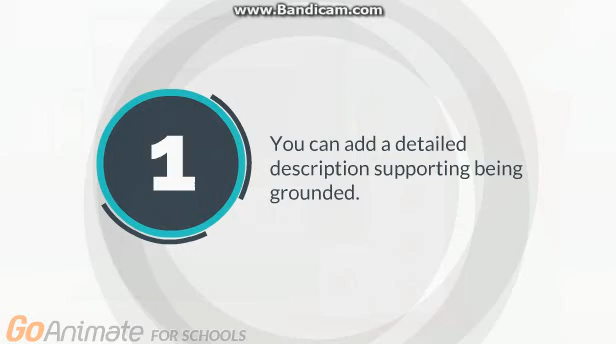 www.Bandicam.com
1
You can add a detailed
description supporting being
grounded.
GoAnimate FOR SCHOOLS